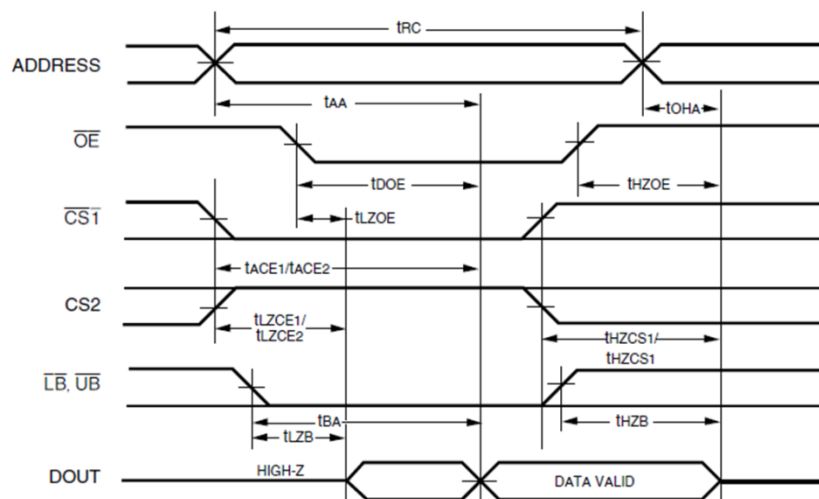 tRC
ADDRESS
tAA
tOHA
OE
tDOE
tHZOE
CS1
tLZOE
tACE1/tACE2
CS2
tLZCE1/
tLZCE2
tHZCS1/
tHZCS1
LB, UB
tBA
tLZB
tHZB
DOUT
HIGH-Z
DATA VALID